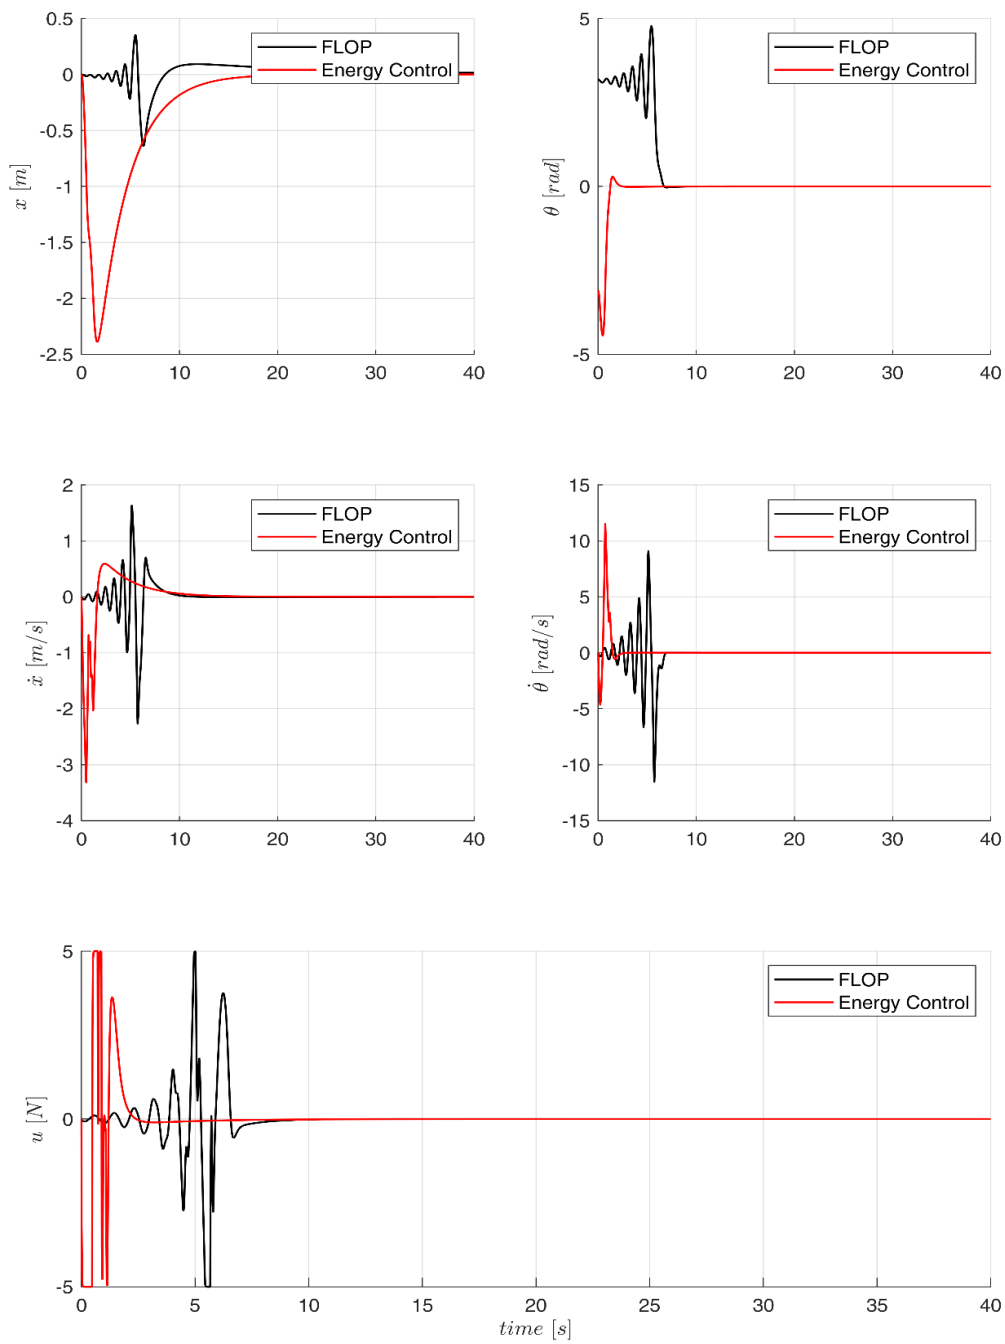 0.5
0
-0.5
-1
-1.5
-2
-2.5
x [m]
FLOP
Energy Control
0 10 20 30 40
5
0
-5
θ [rad]
FLOP
Energy Control
0 10 20 30 40
2
1
0
-1
-2
-3
-4
ẋ [m/s]
FLOP
Energy Control
0 10 20 30 40
15
10
5
0
-5
-10
-15
θ̇ [rad/s]
FLOP
Energy Control
0 10 20 30 40
5
0
-5
u [N]
FLOP
Energy Control
0 5 10 15 20 25 30 35 40
time [s]